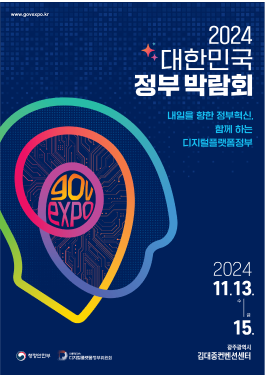 www.govexpo.kr
2024
대한민국
정부 박람회
내일을 향한 정부혁신,
함께 하는
디지털플랫폼정부
gov
expo
2024
11.13.
수
금
15.
광주광역시
김대중컨벤션센터
행정안전부
디지털플랫폼정부위원회